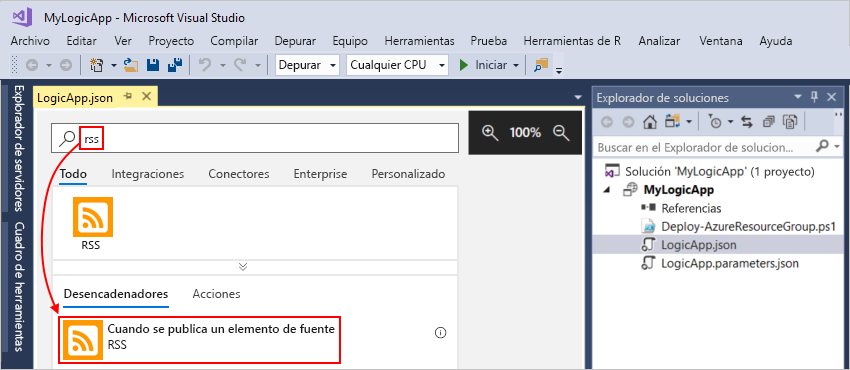 MyLogicApp - Microsoft Visual Studio
Archivo Editar Ver Proyecto Compilar Depurar Equipo Herramientas Prueba Herramientas de R Analizar Ventana Ayuda
Depurar Cualquier CPU Iniciar
Explorador de servidores
Cuadro de herramientas
LogicApp.json
rss
100%
Todo Integraciones Conectores Enterprise Personalizado
RSS
Desencadenadores Acciones
Cuando se publica un elemento de fuente
RSS
Explorador de soluciones
Buscar en el Explorador de solucion...
Solución 'MyLogicApp' (1 proyecto)
MyLogicApp
Referencias
Deploy-AzureResourceGroup.ps1
LogicApp.json
LogicApp.parameters.json